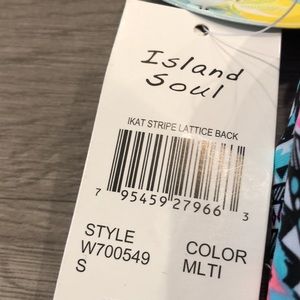 Island
Soul
IKAT STRIPE LATTICE BACK
7 95459 27966 3
STYLE COLOR
W700549 MLTI
S